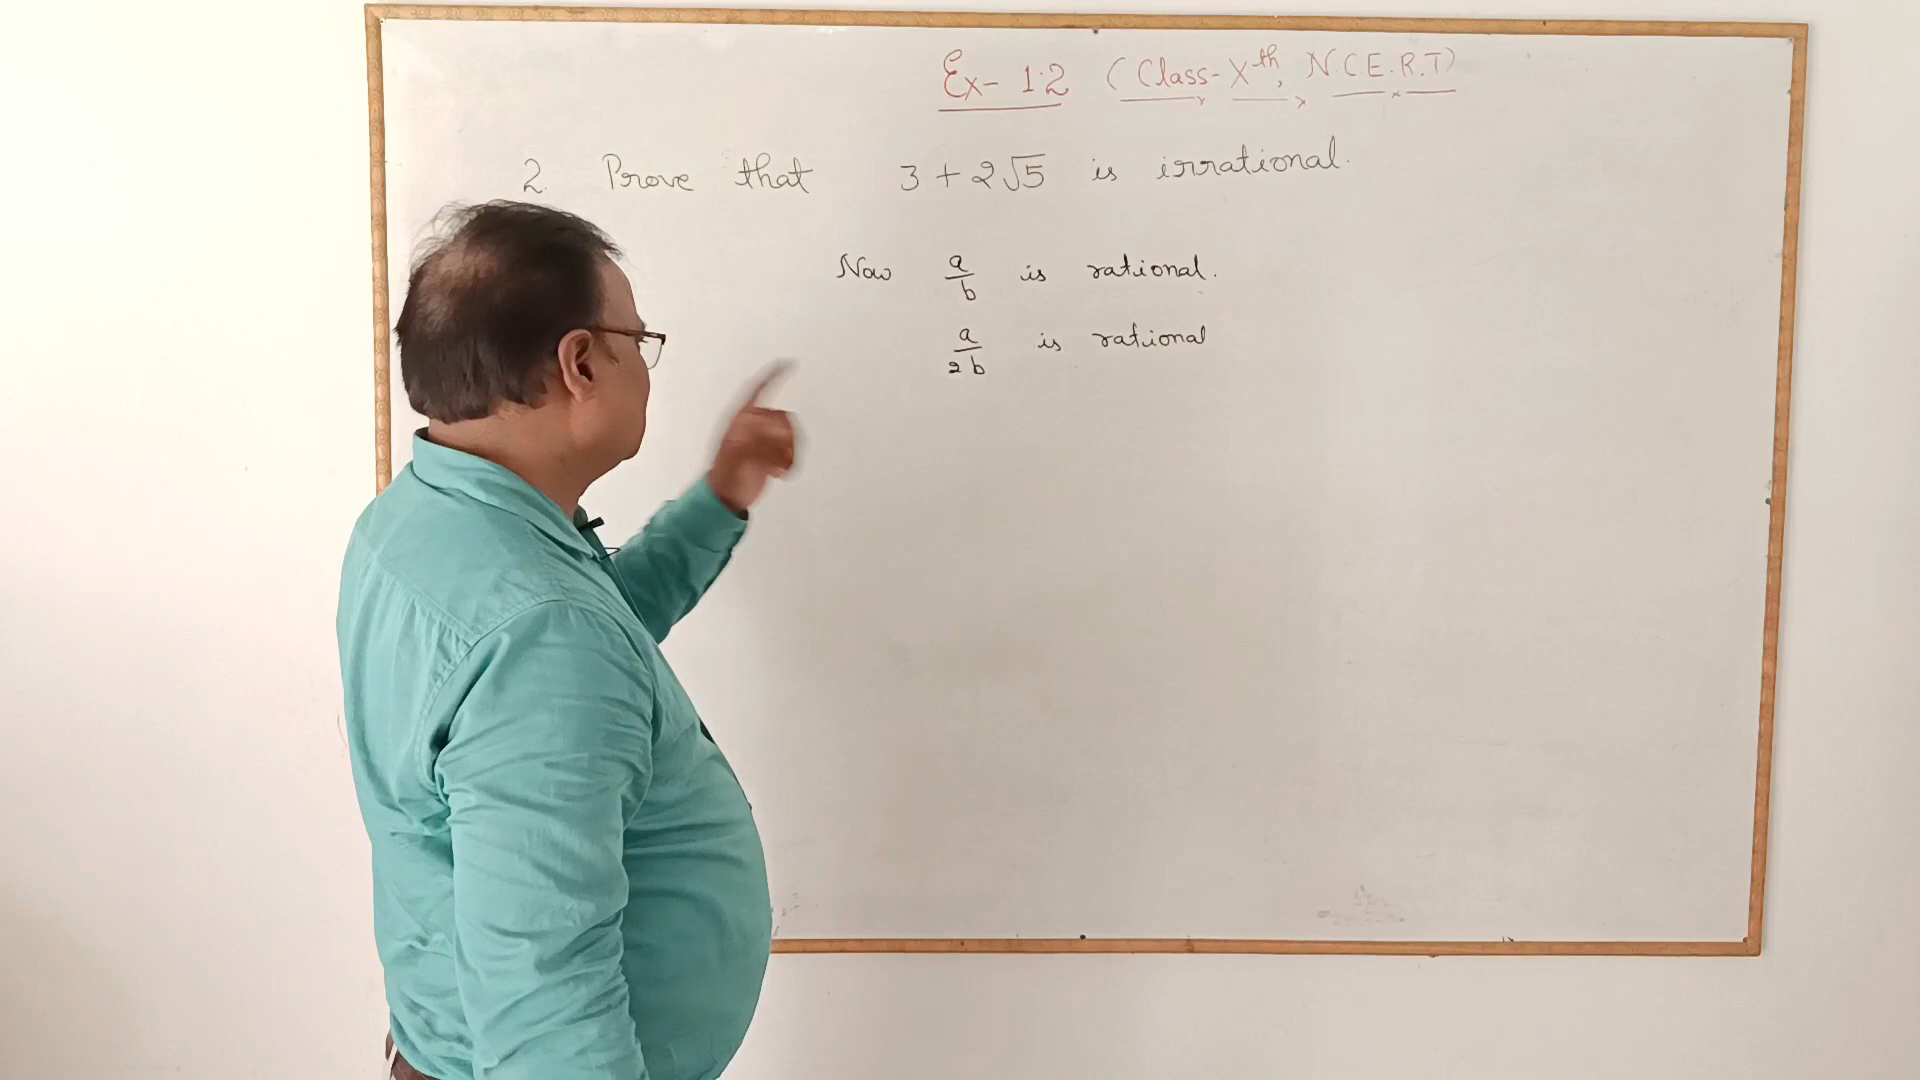 Ex- 1.2 (Class-Xth, N.C.E.R.T)
2. Prove that 3 + 2√5 is irrational.
Now a/b is rational.
a/2b is rational